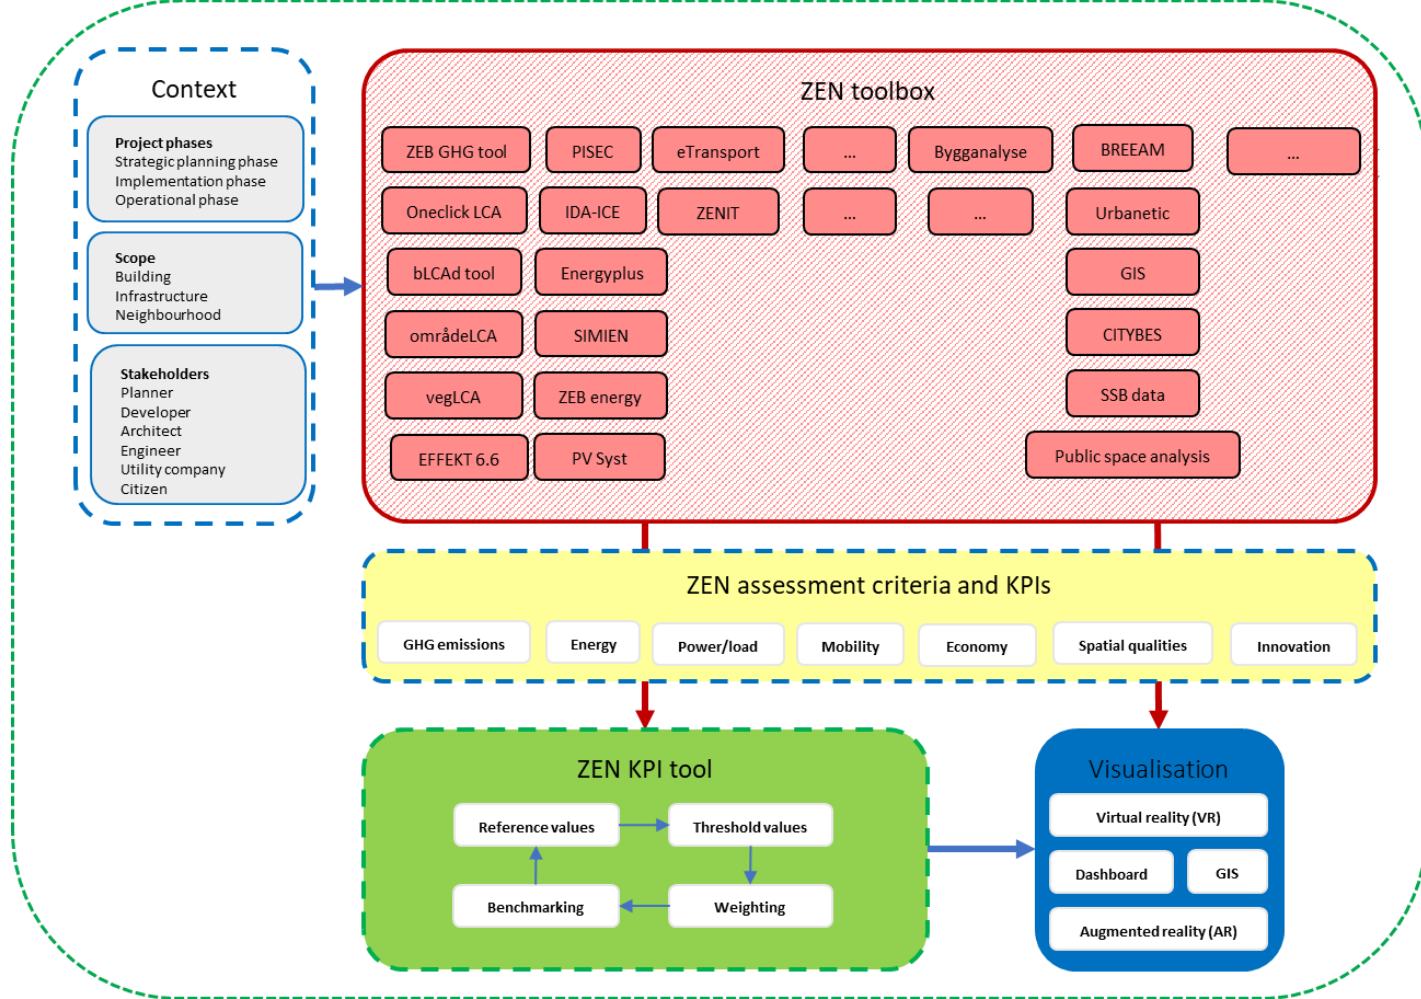 Context
Project phases
Strategic planning phase
Implementation phase
Operational phase
Scope
Building
Infrastructure
Neighbourhood
Stakeholders
Planner
Developer
Architect
Engineer
Utility company
Citizen
ZEN toolbox
ZEB GHG tool
PISEC
eTransport
...
Bygganalyse
BREEAM
...
Oneclick LCA
IDA-ICE
ZENIT
...
...
Urbanetic
bLCAd tool
Energyplus
GIS
områdeLCA
SIMIEN
CITYBES
vegLCA
ZEB energy
SSB data
EFFEKT 6.6
PV Syst
Public space analysis
ZEN assessment criteria and KPIs
GHG emissions
Energy
Power/load
Mobility
Economy
Spatial qualities
Innovation
ZEN KPI tool
Reference values
Threshold values
Benchmarking
Weighting
Visualisation
Virtual reality (VR)
Dashboard
GIS
Augmented reality (AR)